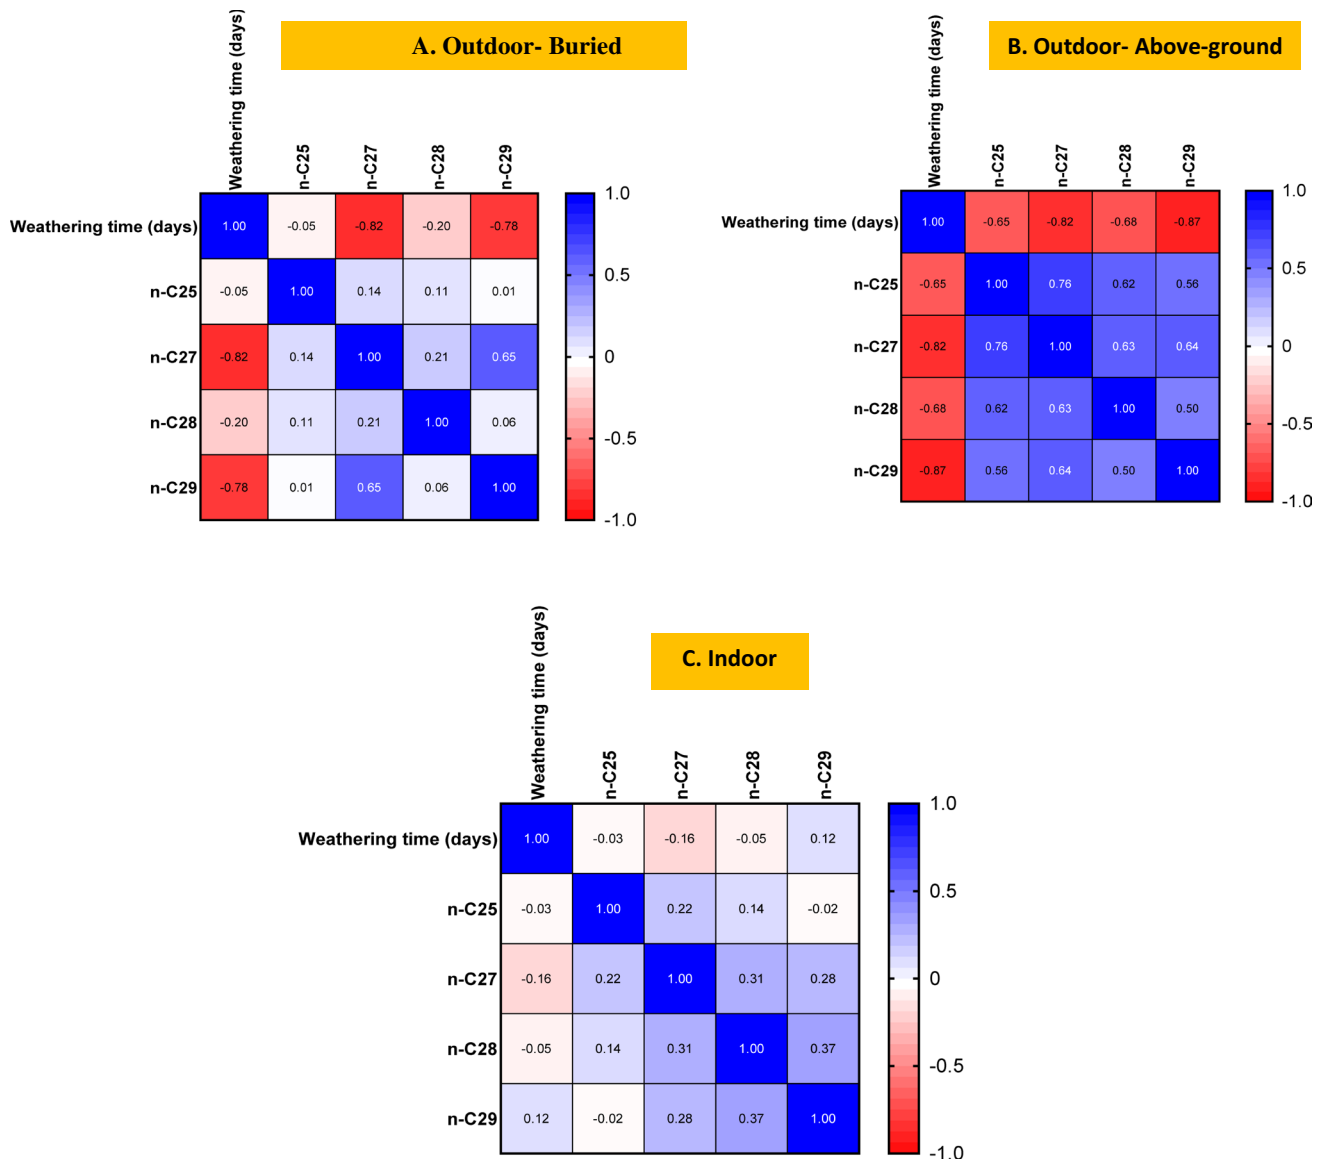 A. Outdoor- Buried
Weathering time (days)
n-C25
n-C27
n-C28
n-C29
Weathering time (days) 1.00 -0.05 -0.82 -0.20 -0.78
n-C25 -0.05 1.00 0.14 0.11 0.01
n-C27 -0.82 0.14 1.00 0.21 0.65
n-C28 -0.20 0.11 0.21 1.00 0.06
n-C29 -0.78 0.01 0.65 0.06 1.00
1.0
0.5
0
-0.5
-1.0
B. Outdoor- Above-ground
Weathering time (days)
n-C25
n-C27
n-C28
n-C29
Weathering time (days) 1.00 -0.65 -0.82 -0.68 -0.87
n-C25 -0.65 1.00 0.76 0.62 0.56
n-C27 -0.82 0.76 1.00 0.63 0.64
n-C28 -0.68 0.62 0.63 1.00 0.50
n-C29 -0.87 0.56 0.64 0.50 1.00
1.0
0.5
0
-0.5
-1.0
C. Indoor
Weathering time (days)
n-C25
n-C27
n-C28
n-C29
Weathering time (days) 1.00 -0.03 -0.16 -0.05 0.12
n-C25 -0.03 1.00 0.22 0.14 -0.02
n-C27 -0.16 0.22 1.00 0.31 0.28
n-C28 -0.05 0.14 0.31 1.00 0.37
n-C29 0.12 -0.02 0.28 0.37 1.00
1.0
0.5
0
-0.5
-1.0